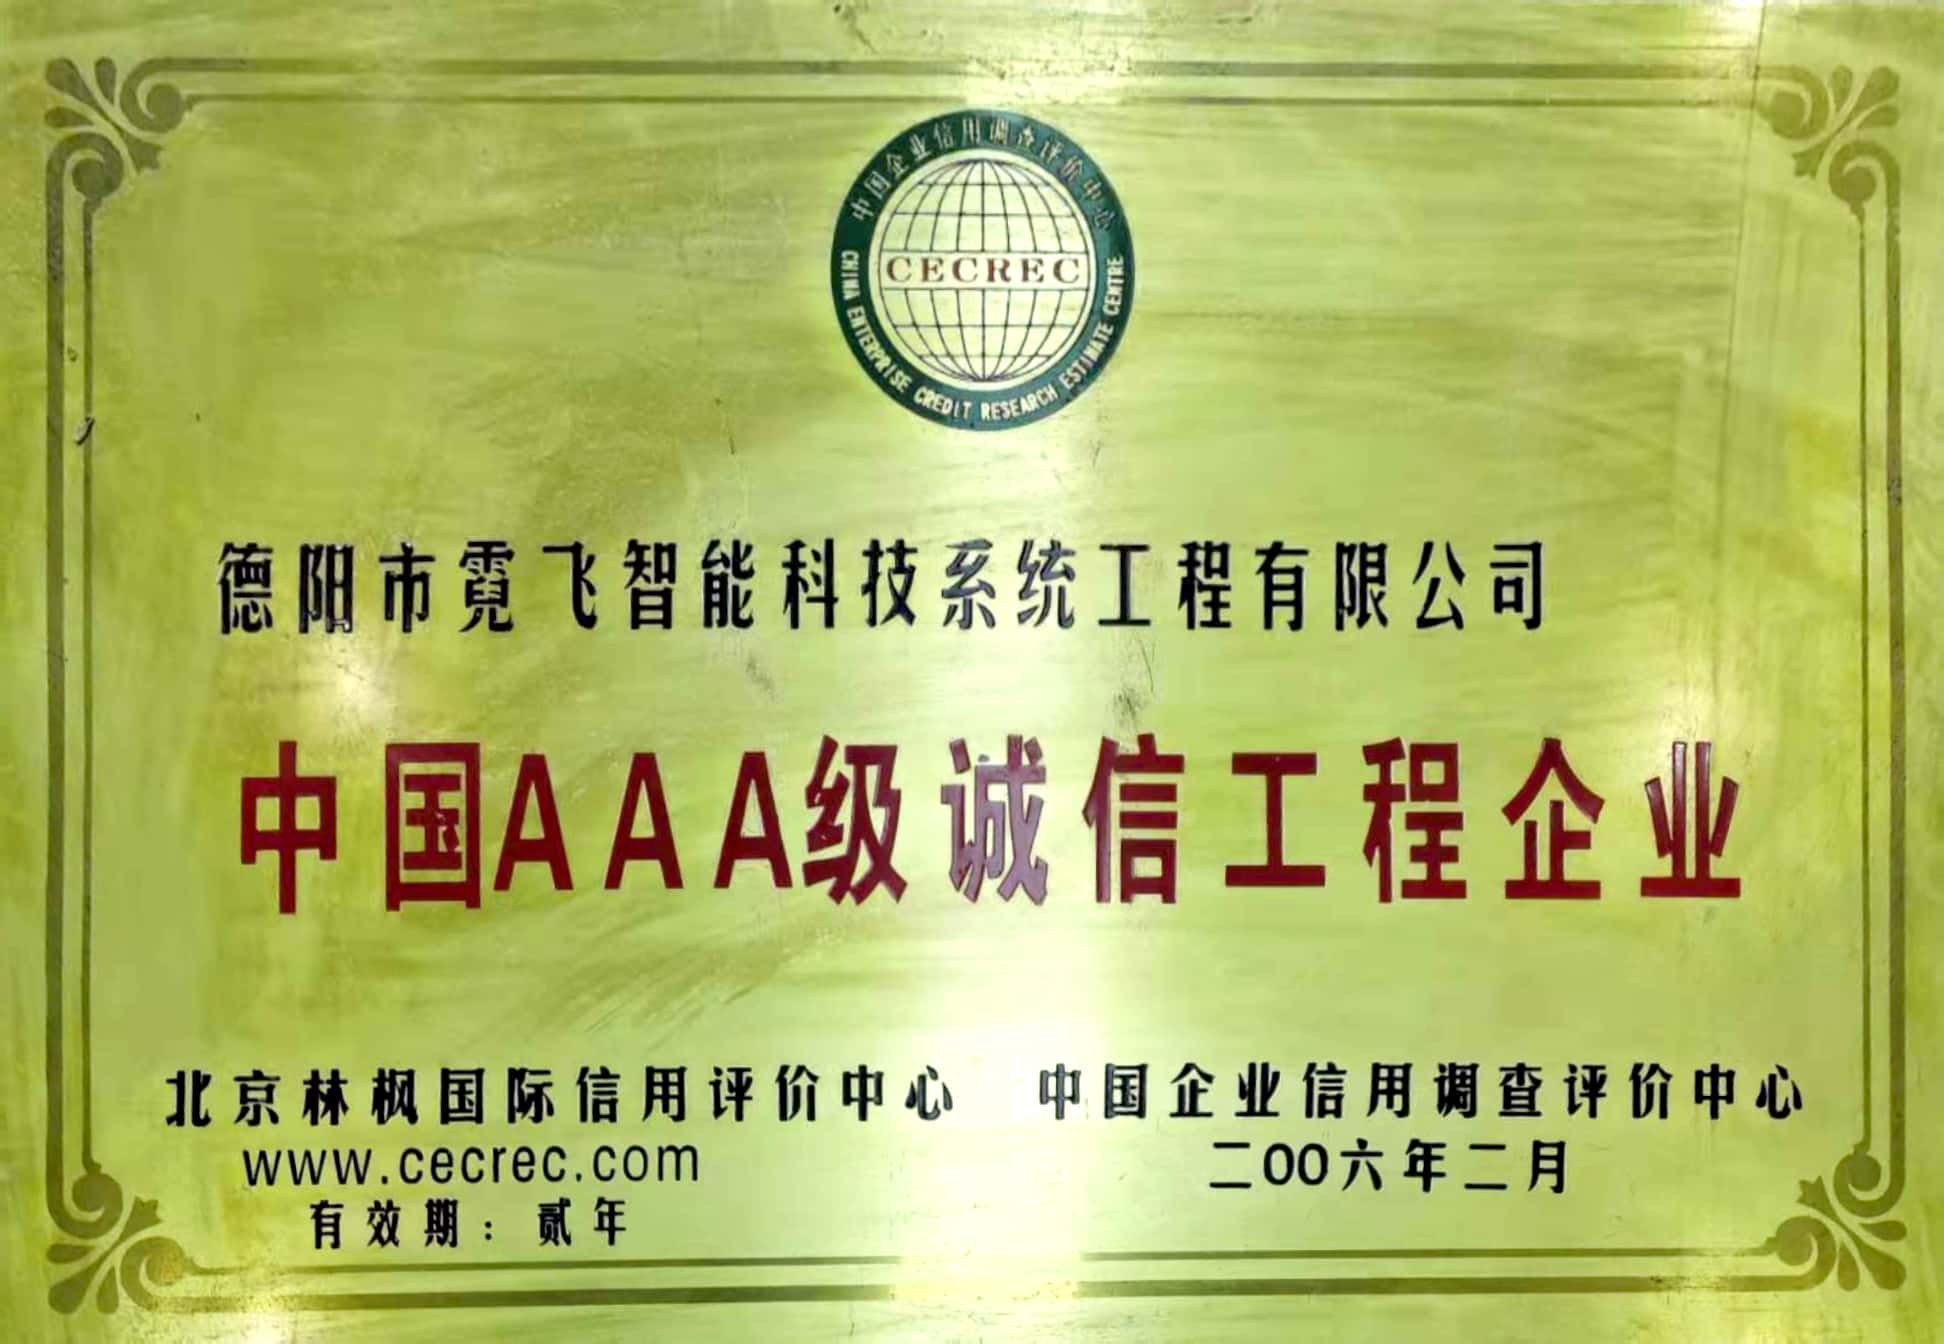 中国企业信用调查评价中心
CECREC
CHINA ENTERPRISE CREDIT RESEARCH ESTIMATE CENTRE
德阳市霓飞智能科技系统工程有限公司
中国AAA级诚信工程企业
北京林枫国际信用评价中心 中国企业信用调查评价中心
www.cecrec.com 二OO六年二月
有效期：贰年